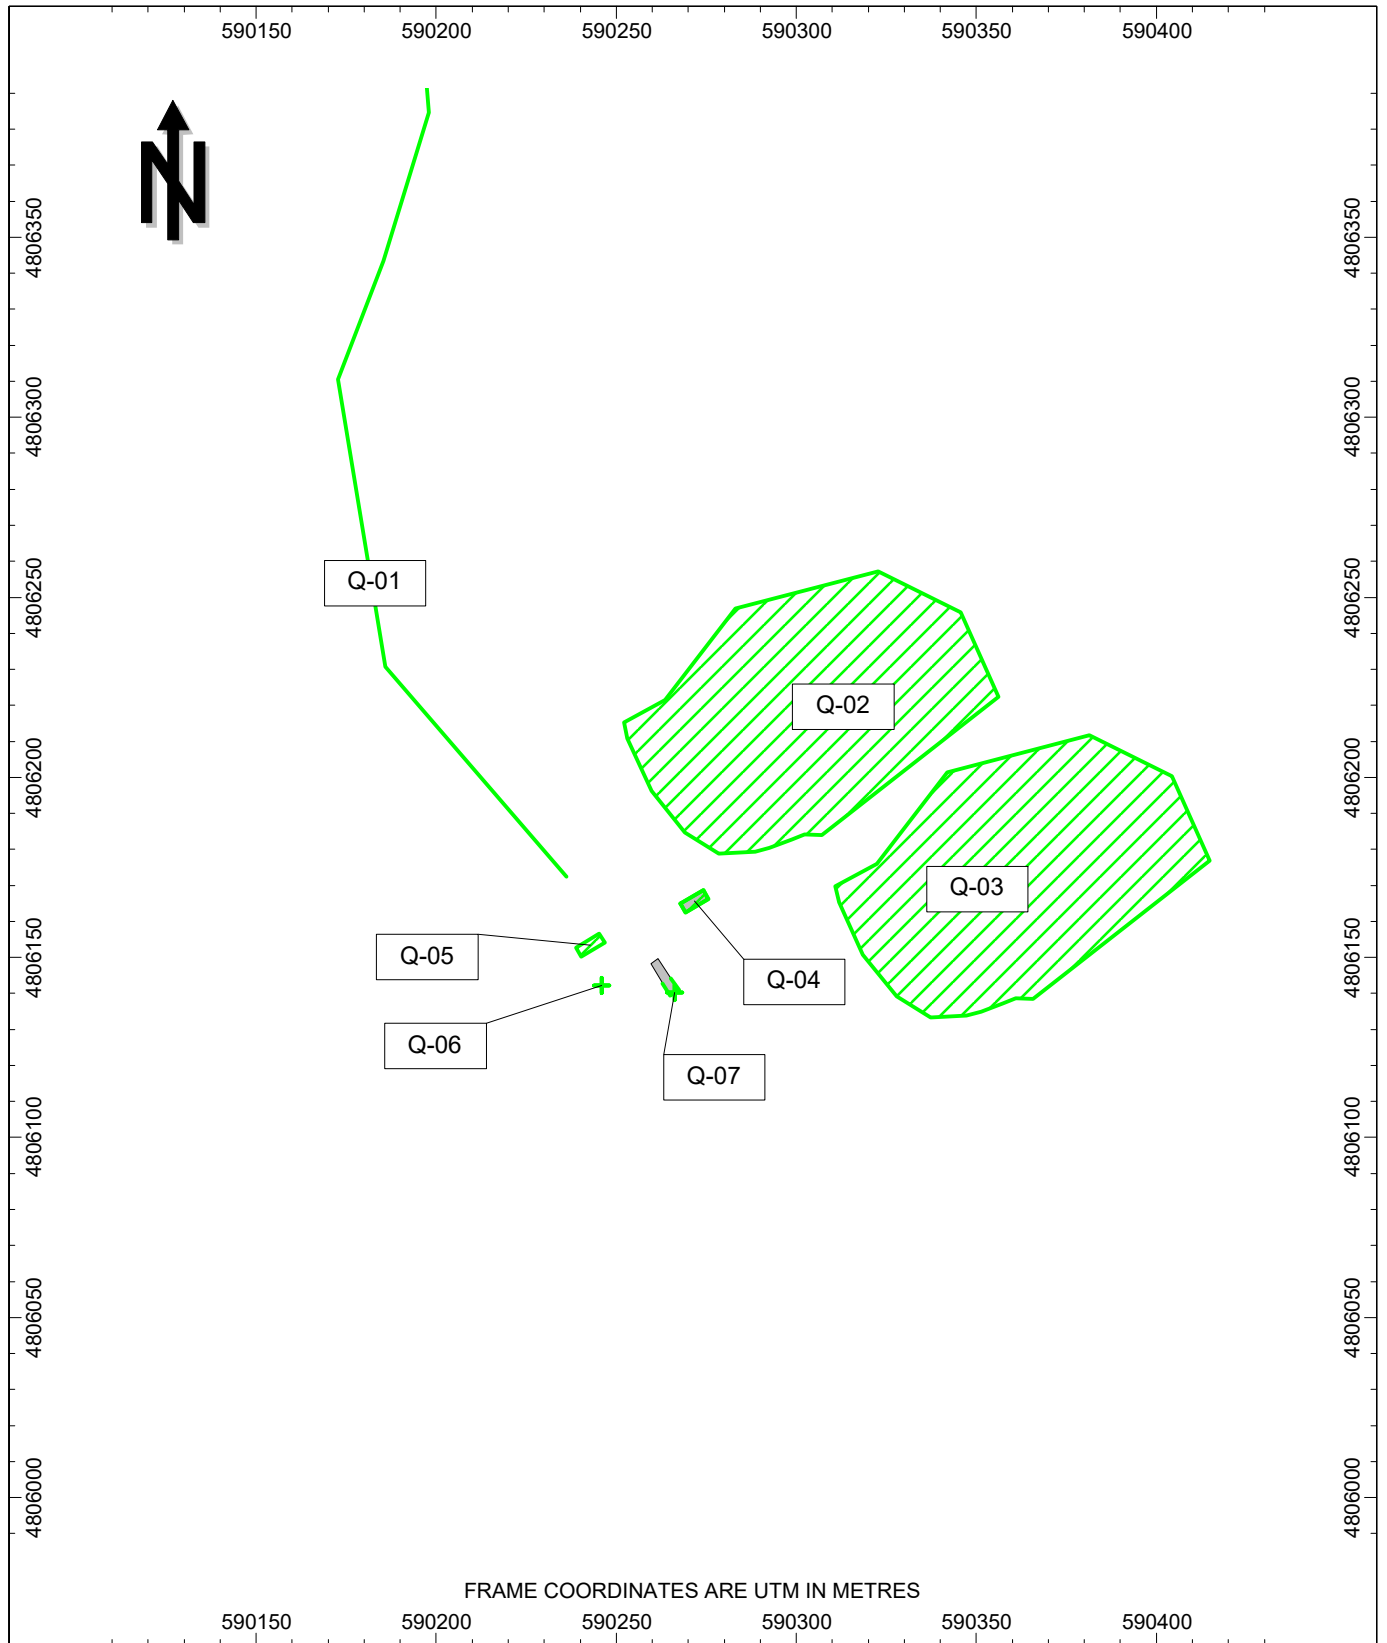 590150 590200 590250 590300 590350 590400
N
4806350 4806350
4806300 4806300
4806250 4806250
Q-01
Q-02
4806200 4806200
Q-03
4806150 4806150
Q-05
Q-04
Q-06
Q-07
4806100 4806100
4806050 4806050
4806000 4806000
FRAME COORDINATES ARE UTM IN METRES
590150 590200 590250 590300 590350 590400